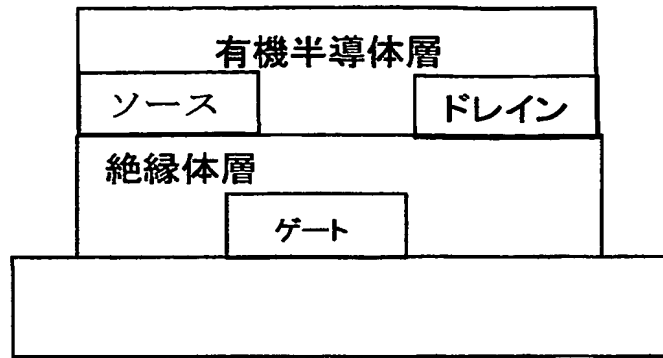 有機半導体層
ソース
ドレイン
絶縁体層
ゲート